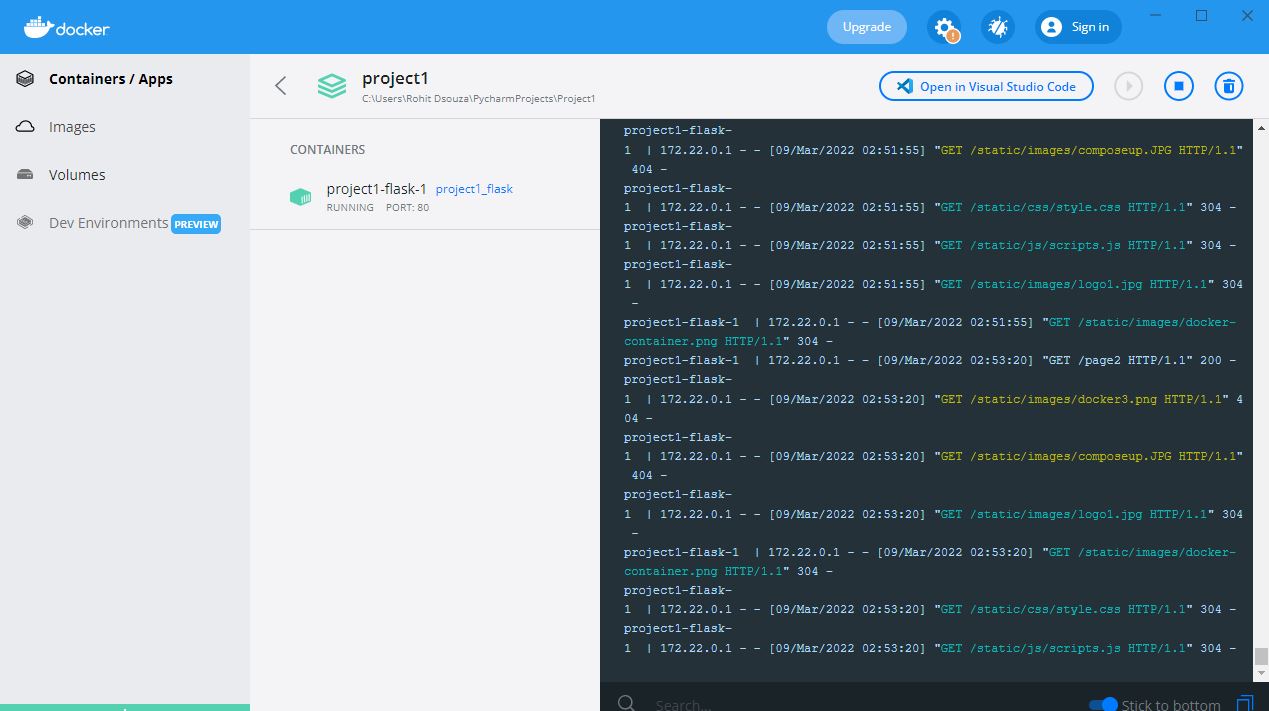 docker
Upgrade
Sign in
Containers / Apps
Images
Volumes
Dev Environments PREVIEW
project1
C:\Users\Rohit Dsouza\PycharmProjects\Project1
Open in Visual Studio Code
CONTAINERS
project1-flask-1 project1_flask
RUNNING PORT: 80
project1-flask-
1  | 172.22.0.1 - - [09/Mar/2022 02:51:55] "GET /static/images/composeup.JPG HTTP/1.1"
404 -
project1-flask-
1  | 172.22.0.1 - - [09/Mar/2022 02:51:55] "GET /static/css/style.css HTTP/1.1" 304 -
project1-flask-
1  | 172.22.0.1 - - [09/Mar/2022 02:51:55] "GET /static/js/scripts.js HTTP/1.1" 304 -
project1-flask-
1  | 172.22.0.1 - - [09/Mar/2022 02:51:55] "GET /static/images/logo1.jpg HTTP/1.1" 304
-
project1-flask-1  | 172.22.0.1 - - [09/Mar/2022 02:51:55] "GET /static/images/docker-
container.png HTTP/1.1" 304 -
project1-flask-1  | 172.22.0.1 - - [09/Mar/2022 02:53:20] "GET /page2 HTTP/1.1" 200 -
project1-flask-
1  | 172.22.0.1 - - [09/Mar/2022 02:53:20] "GET /static/images/docker3.png HTTP/1.1" 4
04 -
project1-flask-
1  | 172.22.0.1 - - [09/Mar/2022 02:53:20] "GET /static/images/composeup.JPG HTTP/1.1"
404 -
project1-flask-
1  | 172.22.0.1 - - [09/Mar/2022 02:53:20] "GET /static/images/logo1.jpg HTTP/1.1" 304
-
project1-flask-1  | 172.22.0.1 - - [09/Mar/2022 02:53:20] "GET /static/images/docker-
container.png HTTP/1.1" 304 -
project1-flask-
1  | 172.22.0.1 - - [09/Mar/2022 02:53:20] "GET /static/css/style.css HTTP/1.1" 304 -
project1-flask-
1  | 172.22.0.1 - - [09/Mar/2022 02:53:20] "GET /static/js/scripts.js HTTP/1.1" 304 -
Search...
Stick to bottom